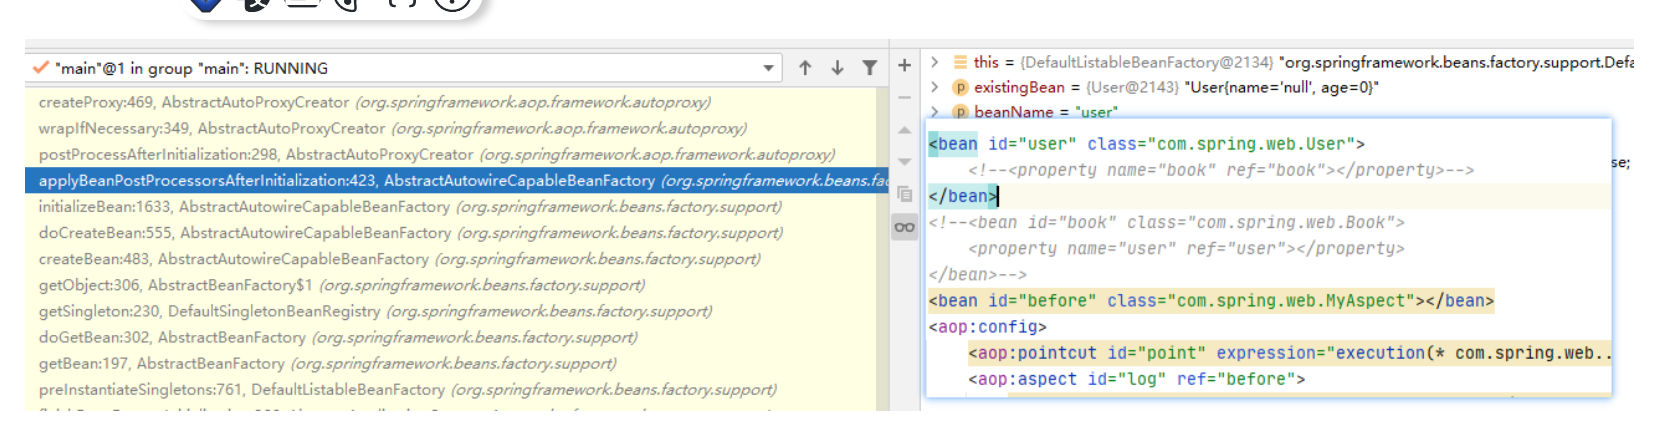 "main"@1 in group "main": RUNNING
createProxy:469, AbstractAutoProxyCreator (org.springframework.aop.framework.autoproxy)
wrapIfNecessary:349, AbstractAutoProxyCreator (org.springframework.aop.framework.autoproxy)
postProcessAfterInitialization:298, AbstractAutoProxyCreator (org.springframework.aop.framework.autoproxy)
applyBeanPostProcessorsAfterInitialization:423, AbstractAutowireCapableBeanFactory (org.springframework.beans.fac
initializeBean:1633, AbstractAutowireCapableBeanFactory (org.springframework.beans.factory.support)
doCreateBean:555, AbstractAutowireCapableBeanFactory (org.springframework.beans.factory.support)
createBean:483, AbstractAutowireCapableBeanFactory (org.springframework.beans.factory.support)
getObject:306, AbstractBeanFactory$1 (org.springframework.beans.factory.support)
getSingleton:230, DefaultSingletonBeanRegistry (org.springframework.beans.factory.support)
doGetBean:302, AbstractBeanFactory (org.springframework.beans.factory.support)
getBean:197, AbstractBeanFactory (org.springframework.beans.factory.support)
preInstantiateSingletons:761, DefaultListableBeanFactory (org.springframework.beans.factory.support)
this = {DefaultListableBeanFactory@2134} "org.springframework.beans.factory.support.Defa
existingBean = {User@2143} "User{name='null', age=0}"
beanName = "user"
se;
<bean id="user" class="com.spring.web.User">
<!--<property name="book" ref="book"></property>-->
</bean>
<!--<bean id="book" class="com.spring.web.Book">
<property name="user" ref="user"></property>
</bean>-->
<bean id="before" class="com.spring.web.MyAspect"></bean>
<aop:config>
<aop:pointcut id="point" expression="execution(* com.spring.web..
<aop:aspect id="log" ref="before">